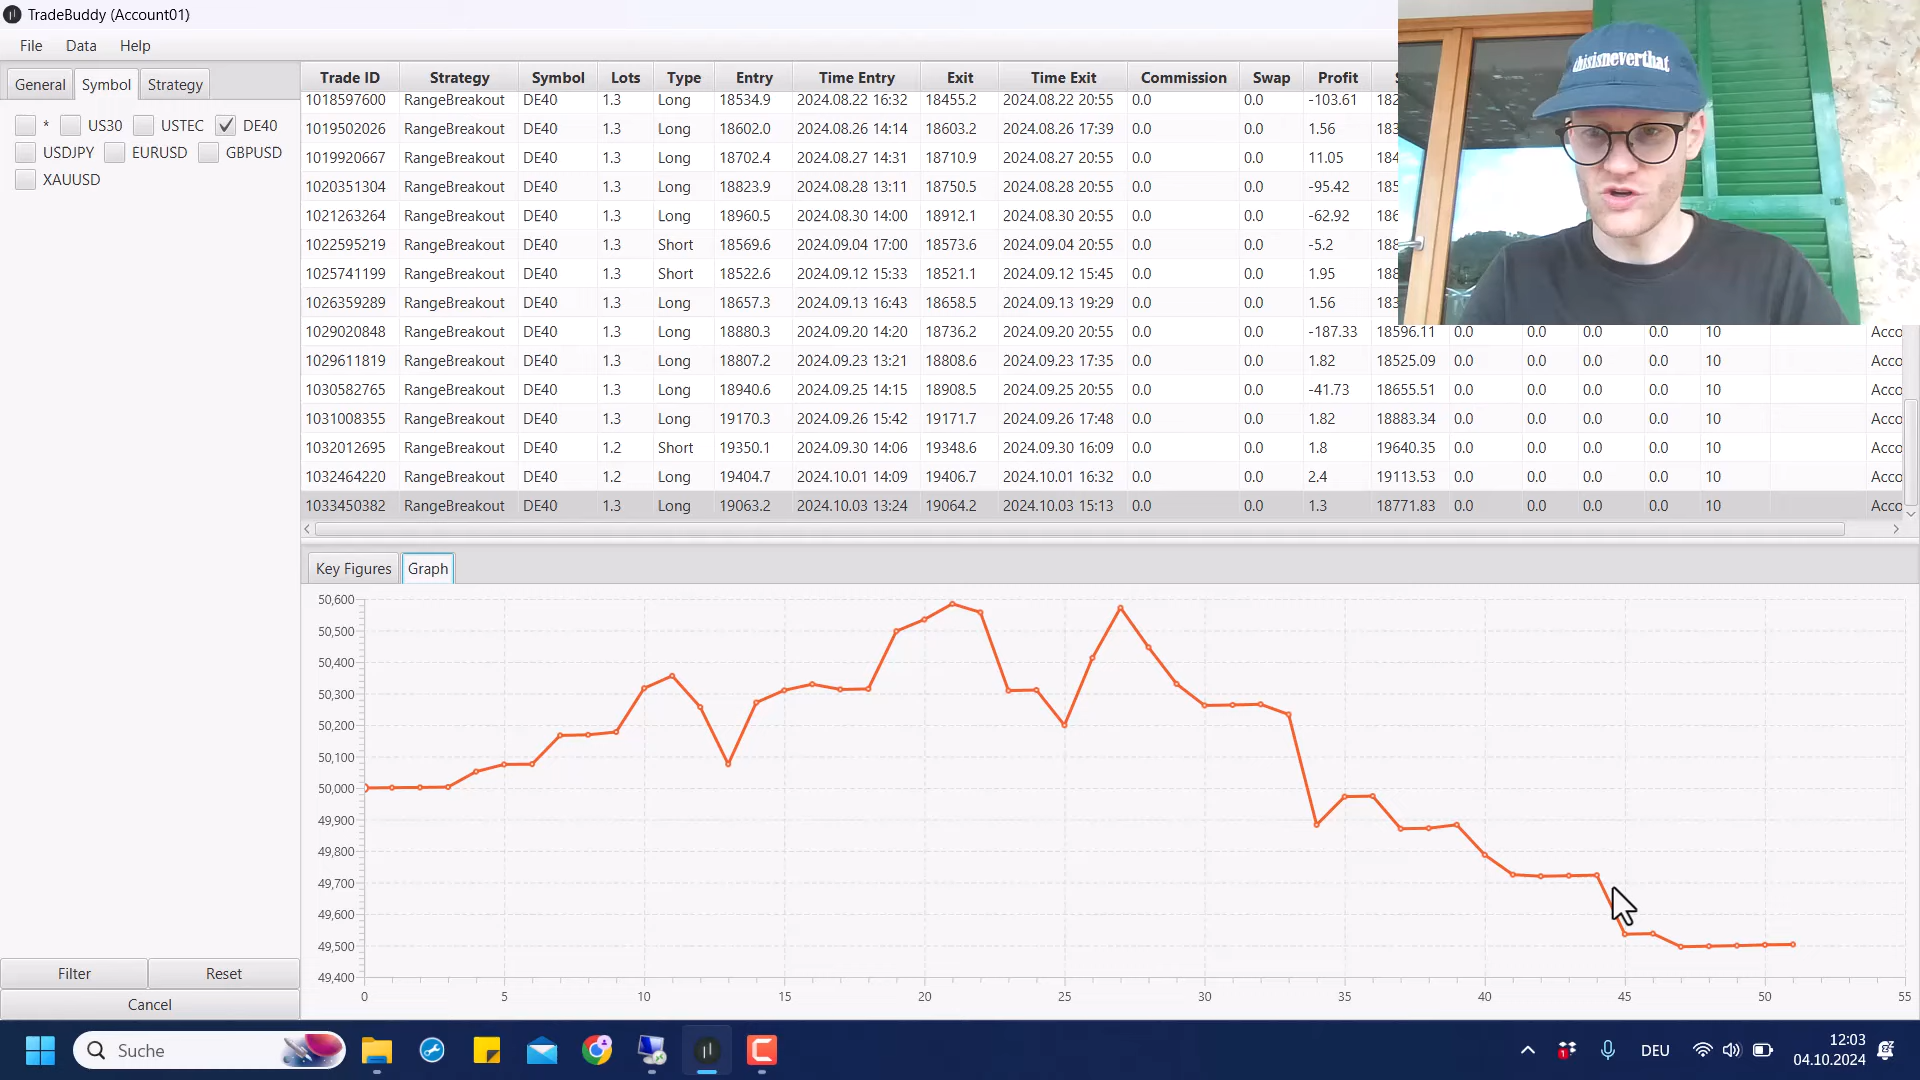 TradeBuddy (Account01)
File Data Help
General Symbol Strategy
* US30 USTEC DE40
USDJPY EURUSD GBPUSD
XAUUSD
Trade ID Strategy Symbol Lots Type Entry Time Entry Exit Time Exit Commission Swap Profit
1018597600 RangeBreakout DE40 1.3 Long 18534.9 2024.08.22 16:32 18455.2 2024.08.22 20:55 0.0 0.0 -103.61
1019502026 RangeBreakout DE40 1.3 Long 18602.0 2024.08.26 14:14 18603.2 2024.08.26 17:39 0.0 0.0 1.56
1019920667 RangeBreakout DE40 1.3 Long 18702.4 2024.08.27 14:31 18710.9 2024.08.27 20:55 0.0 0.0 11.05
1020351304 RangeBreakout DE40 1.3 Long 18823.9 2024.08.28 13:11 18750.5 2024.08.28 20:55 0.0 0.0 -95.42
1021263264 RangeBreakout DE40 1.3 Long 18960.5 2024.08.30 14:00 18912.1 2024.08.30 20:55 0.0 0.0 -62.92
1022595219 RangeBreakout DE40 1.3 Short 18569.6 2024.09.04 17:00 18573.6 2024.09.04 20:55 0.0 0.0 -5.2
1025741199 RangeBreakout DE40 1.3 Short 18522.6 2024.09.12 15:33 18521.1 2024.09.12 15:45 0.0 0.0 1.95
1026359289 RangeBreakout DE40 1.3 Long 18657.3 2024.09.13 16:43 18658.5 2024.09.13 19:29 0.0 0.0 1.56
1029020848 RangeBreakout DE40 1.3 Long 18880.3 2024.09.20 14:20 18736.2 2024.09.20 20:55 0.0 0.0 -187.33 18596.11 0.0 0.0 0.0 0.0 10 Acco
1029611819 RangeBreakout DE40 1.3 Long 18807.2 2024.09.23 13:21 18808.6 2024.09.23 17:35 0.0 0.0 1.82 18525.09 0.0 0.0 0.0 0.0 10 Acco
1030582765 RangeBreakout DE40 1.3 Long 18940.6 2024.09.25 14:15 18908.5 2024.09.25 20:55 0.0 0.0 -41.73 18655.51 0.0 0.0 0.0 0.0 10 Acco
1031008355 RangeBreakout DE40 1.3 Long 19170.3 2024.09.26 15:42 19171.7 2024.09.26 17:48 0.0 0.0 1.82 18883.34 0.0 0.0 0.0 0.0 10 Acco
1032012695 RangeBreakout DE40 1.2 Short 19350.1 2024.09.30 14:06 19348.6 2024.09.30 16:09 0.0 0.0 1.8 19640.35 0.0 0.0 0.0 0.0 10 Acco
1032464220 RangeBreakout DE40 1.2 Long 19404.7 2024.10.01 14:09 19406.7 2024.10.01 16:32 0.0 0.0 2.4 19113.53 0.0 0.0 0.0 0.0 10 Acco
1033450382 RangeBreakout DE40 1.3 Long 19063.2 2024.10.03 13:24 19064.2 2024.10.03 15:13 0.0 0.0 1.3 18771.83 0.0 0.0 0.0 0.0 10 Acco
thisisneverthat
Key Figures Graph
50,600
50,500
50,400
50,300
50,200
50,100
50,000
49,900
49,800
49,700
49,600
49,500
49,400
0 5 10 15 20 25 30 35 40 45 50 55
Filter Reset
Cancel
Suche
DEU
12:03
04.10.2024